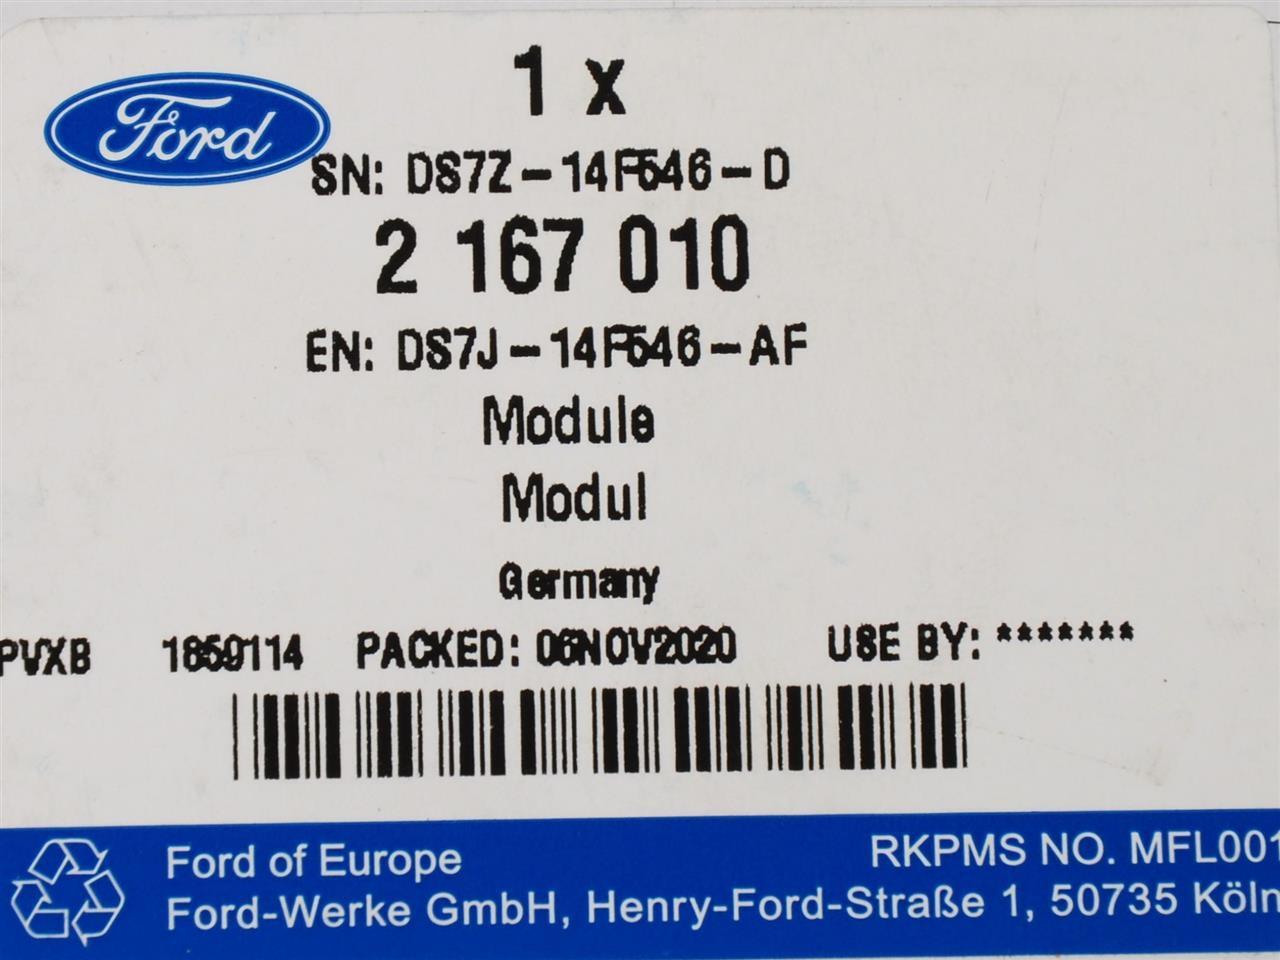 1 x
Ford
SN: DS7Z-14F546-D
2 167 010
EN: DS7J-14F546-AF
Module
Modul
Germany
PVXB 1859114 PACKED: 06NOV2020 USE BY: *******
Ford of Europe RKPMS NO. MFL001
Ford-Werke GmbH, Henry-Ford-Straße 1, 50735 Köln